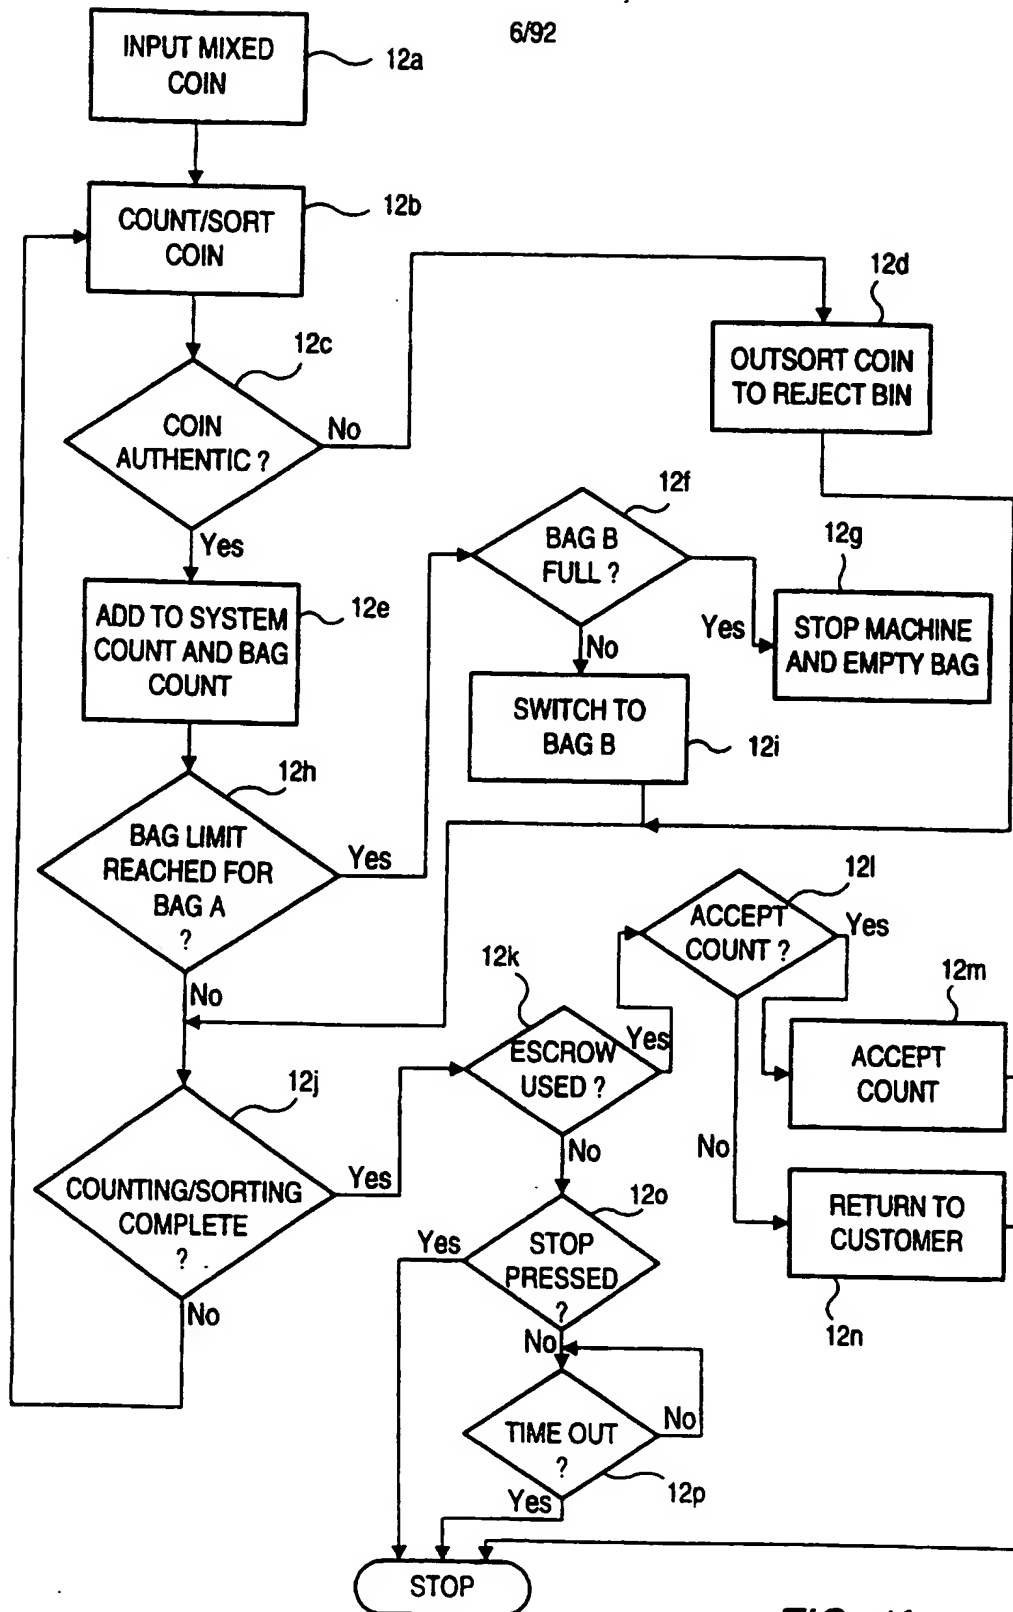 6/92
INPUT MIXED
COIN
12a
COUNT/SORT
COIN
12b
12c
COIN
AUTHENTIC ?
No
Yes
12d
OUTSORT COIN
TO REJECT BIN
ADD TO SYSTEM
COUNT AND BAG
COUNT
12e
12f
BAG B
FULL ?
Yes
No
12g
STOP MACHINE
AND EMPTY BAG
SWITCH TO
BAG B
12i
12h
BAG LIMIT
REACHED FOR
BAG A
?
Yes
No
12j
COUNTING/SORTING
COMPLETE
?
Yes
No
12k
ESCROW
USED ?
Yes
No
12l
ACCEPT
COUNT ?
Yes
No
12m
ACCEPT
COUNT
RETURN TO
CUSTOMER
12n
12o
STOP
PRESSED
?
Yes
No
TIME OUT
?
No
Yes
12p
STOP